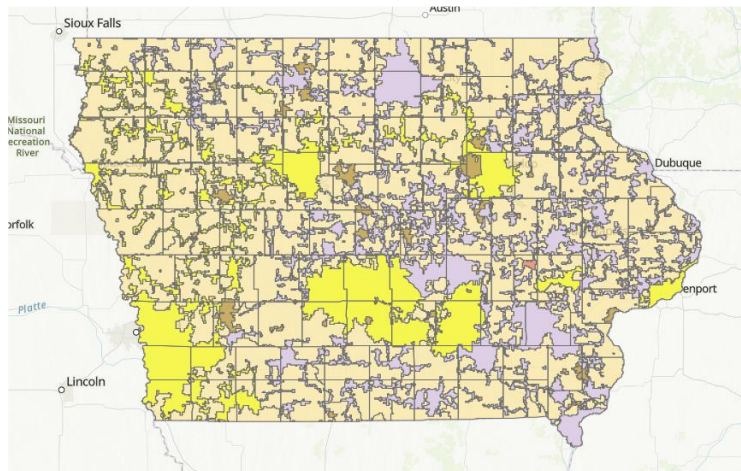 Austin
Sioux Falls
Missouri
National
ecreation
River
Dubuque
orfolk
enport
Platte
Lincoln